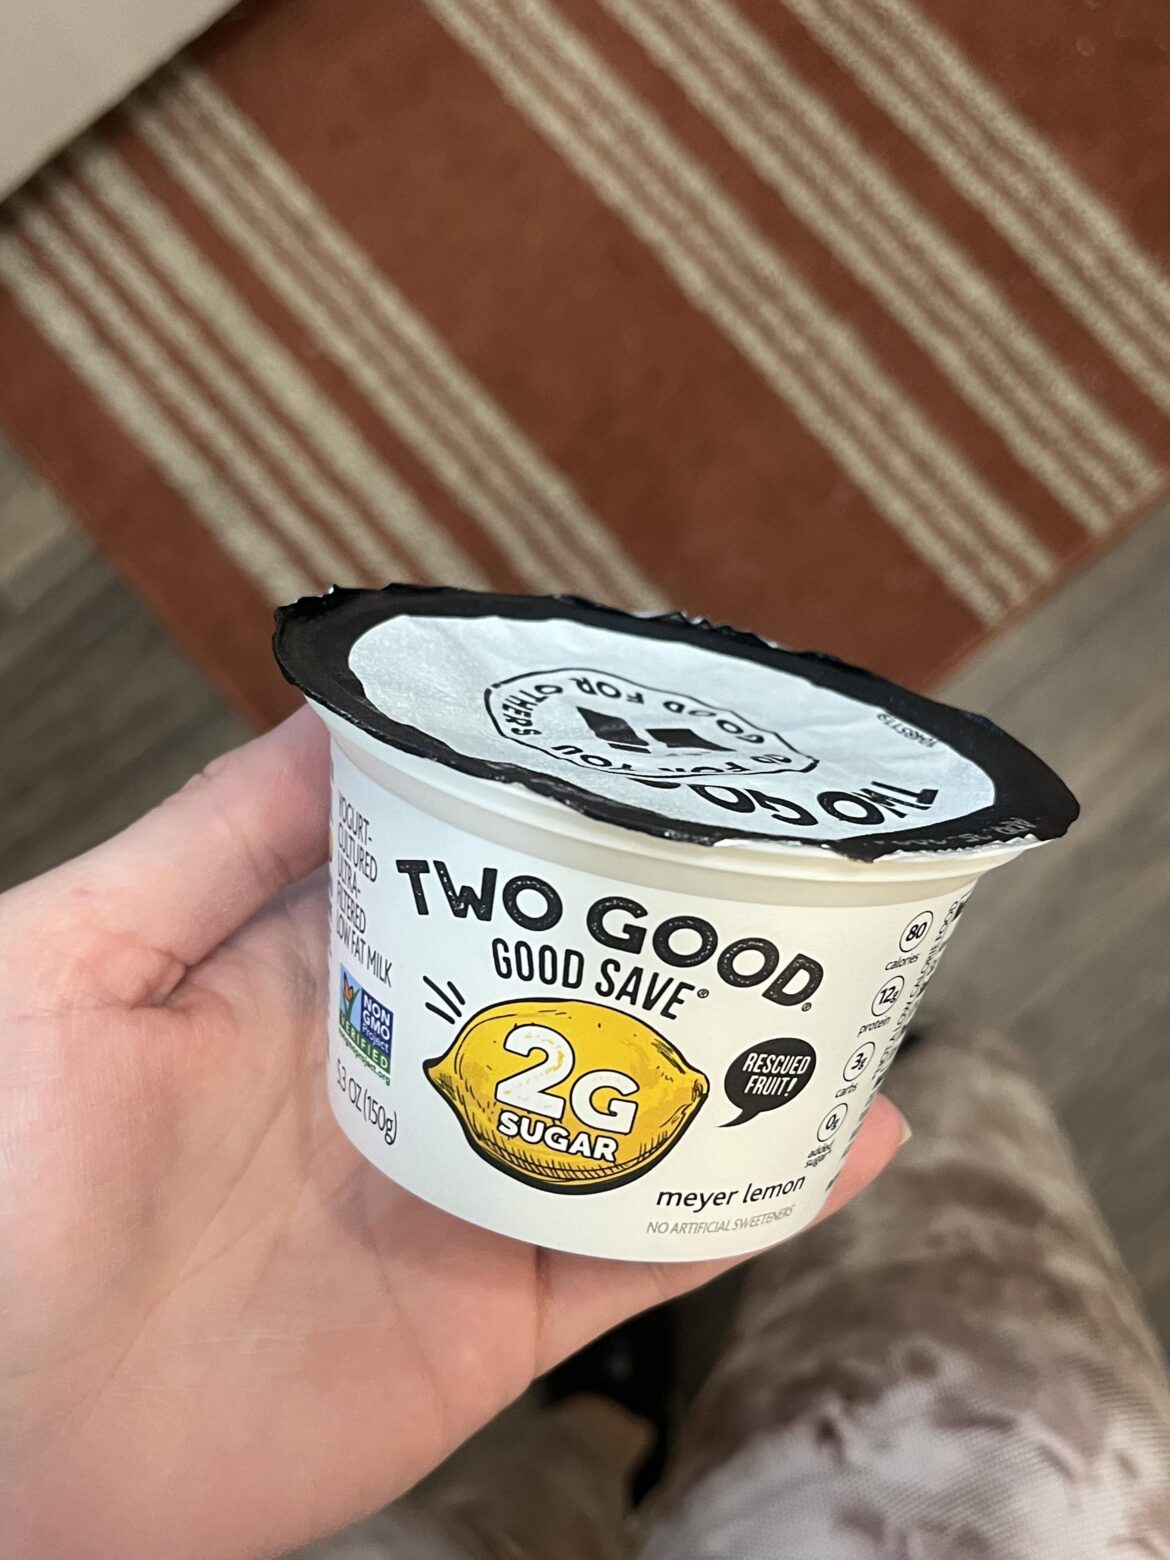 GOOD FOR OTHERS
GOOD FOR YOU
TWO GO
YOGURT-
CULTURED
ULTRA-
FILTERED
LOW FAT MILK
NON
GMO
Project
VERIFIED
5.3 OZ (150g)
TWO GOOD®
GOOD SAVE®
2G
SUGAR
RESCUED
FRUIT!
meyer lemon
NO ARTIFICIAL SWEETENERS
80
calories
12g
protein
3g
carbs
0g
added
sugar